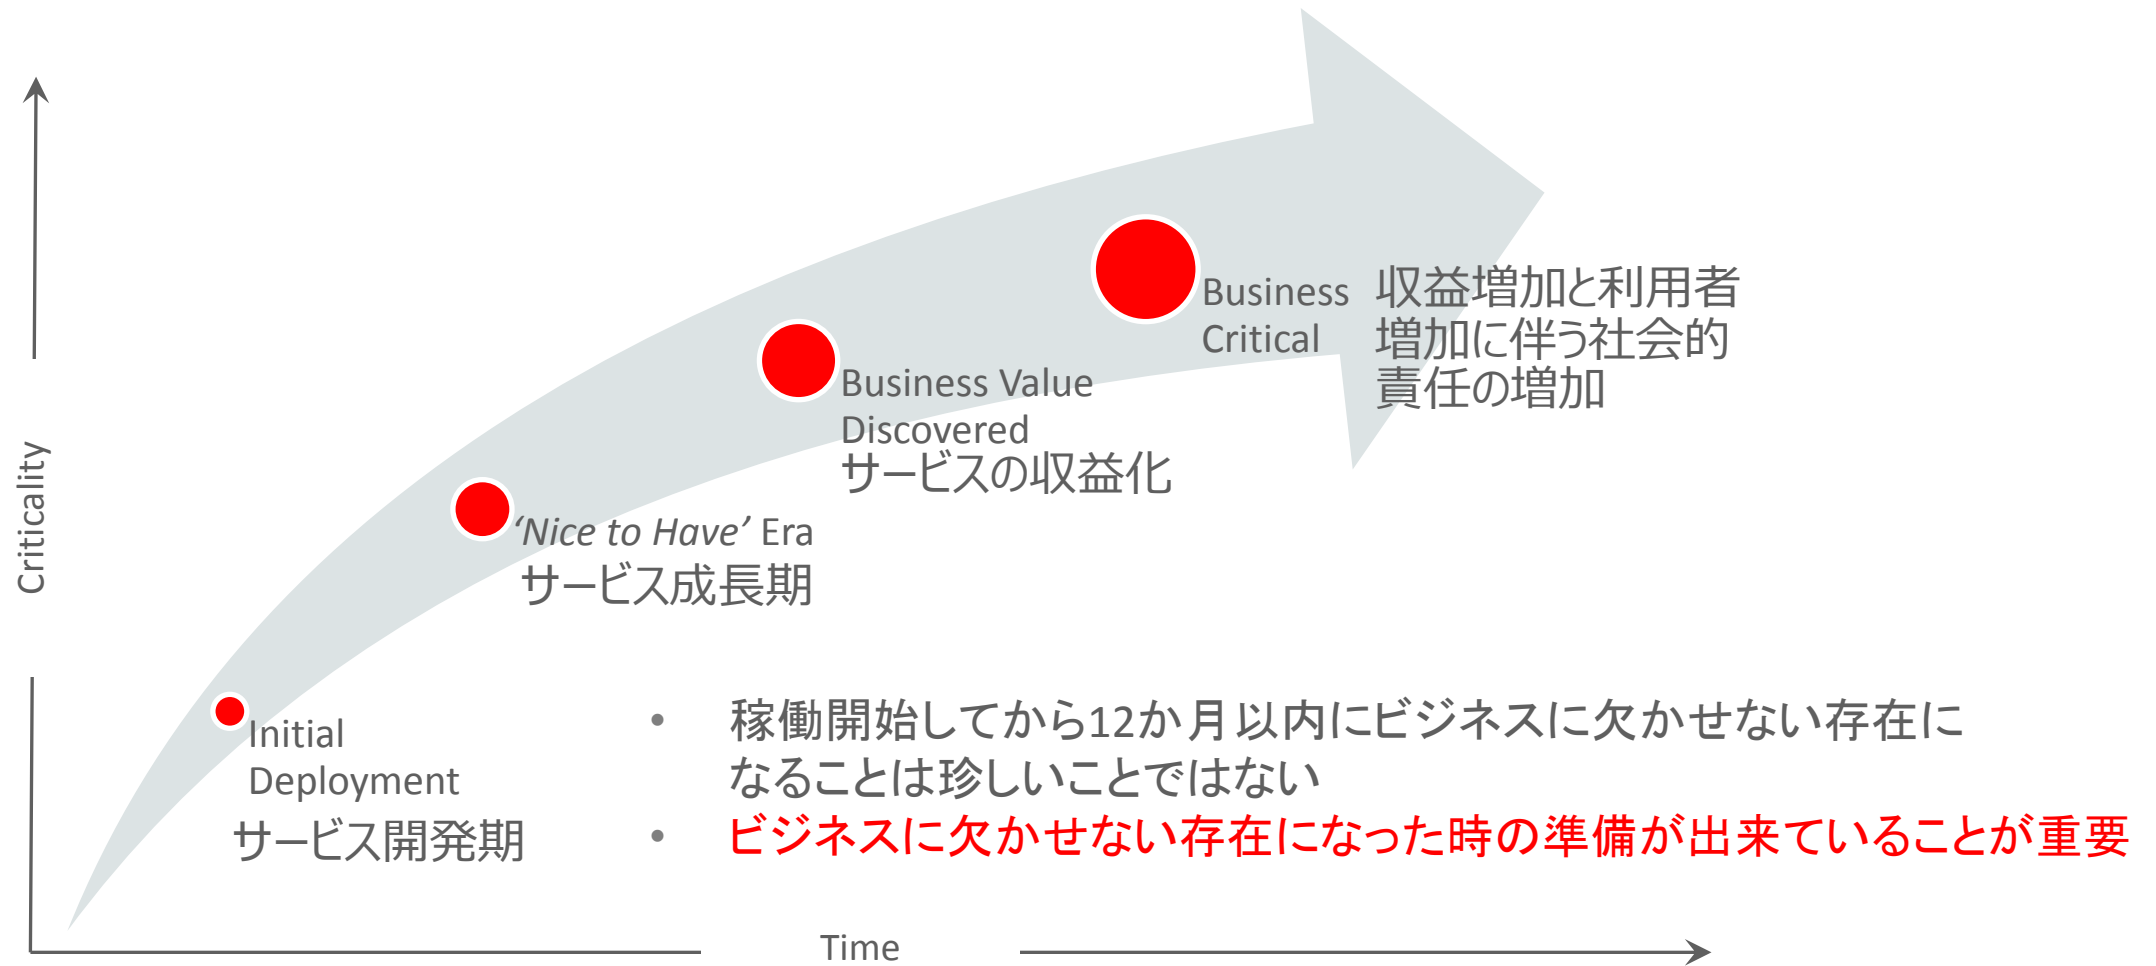 Criticality
Business
Critical
収益増加と利用者
増加に伴う社会的
責任の増加
Business Value
Discovered
サービスの収益化
‘Nice to Have’ Era
サービス成長期
Initial
Deployment
サービス開発期
• 稼働開始してから12か月以内にビジネスに欠かせない存在に
なることは珍しいことではない
• ビジネスに欠かせない存在になった時の準備が出来ていることが重要
Time